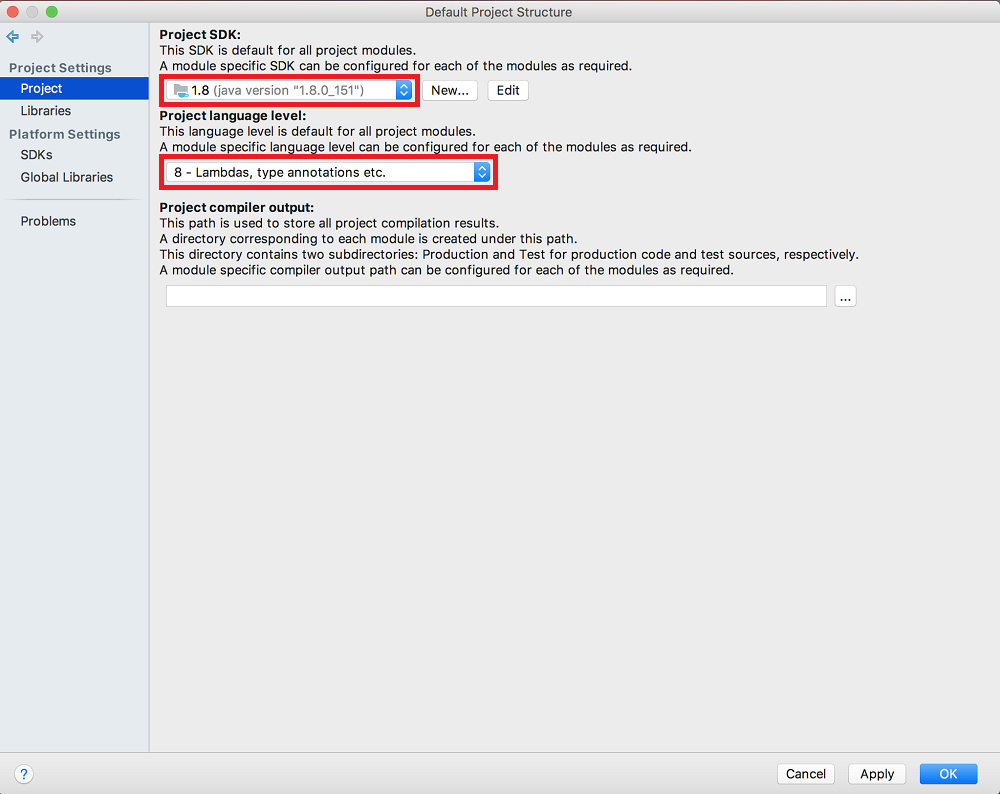 Default Project Structure
Project Settings
Project
Libraries
Platform Settings
SDKs
Global Libraries
Problems
Project SDK:
This SDK is default for all project modules.
A module specific SDK can be configured for each of the modules as required.
1.8 (java version "1.8.0_151")
New...
Edit
Project language level:
This language level is default for all project modules.
A module specific language level can be configured for each of the modules as required.
8 - Lambdas, type annotations etc.
Project compiler output:
This path is used to store all project compilation results.
A directory corresponding to each module is created under this path.
This directory contains two subdirectories: Production and Test for production code and test sources, respectively.
A module specific compiler output path can be configured for each of the modules as required.
...
?
Cancel
Apply
OK